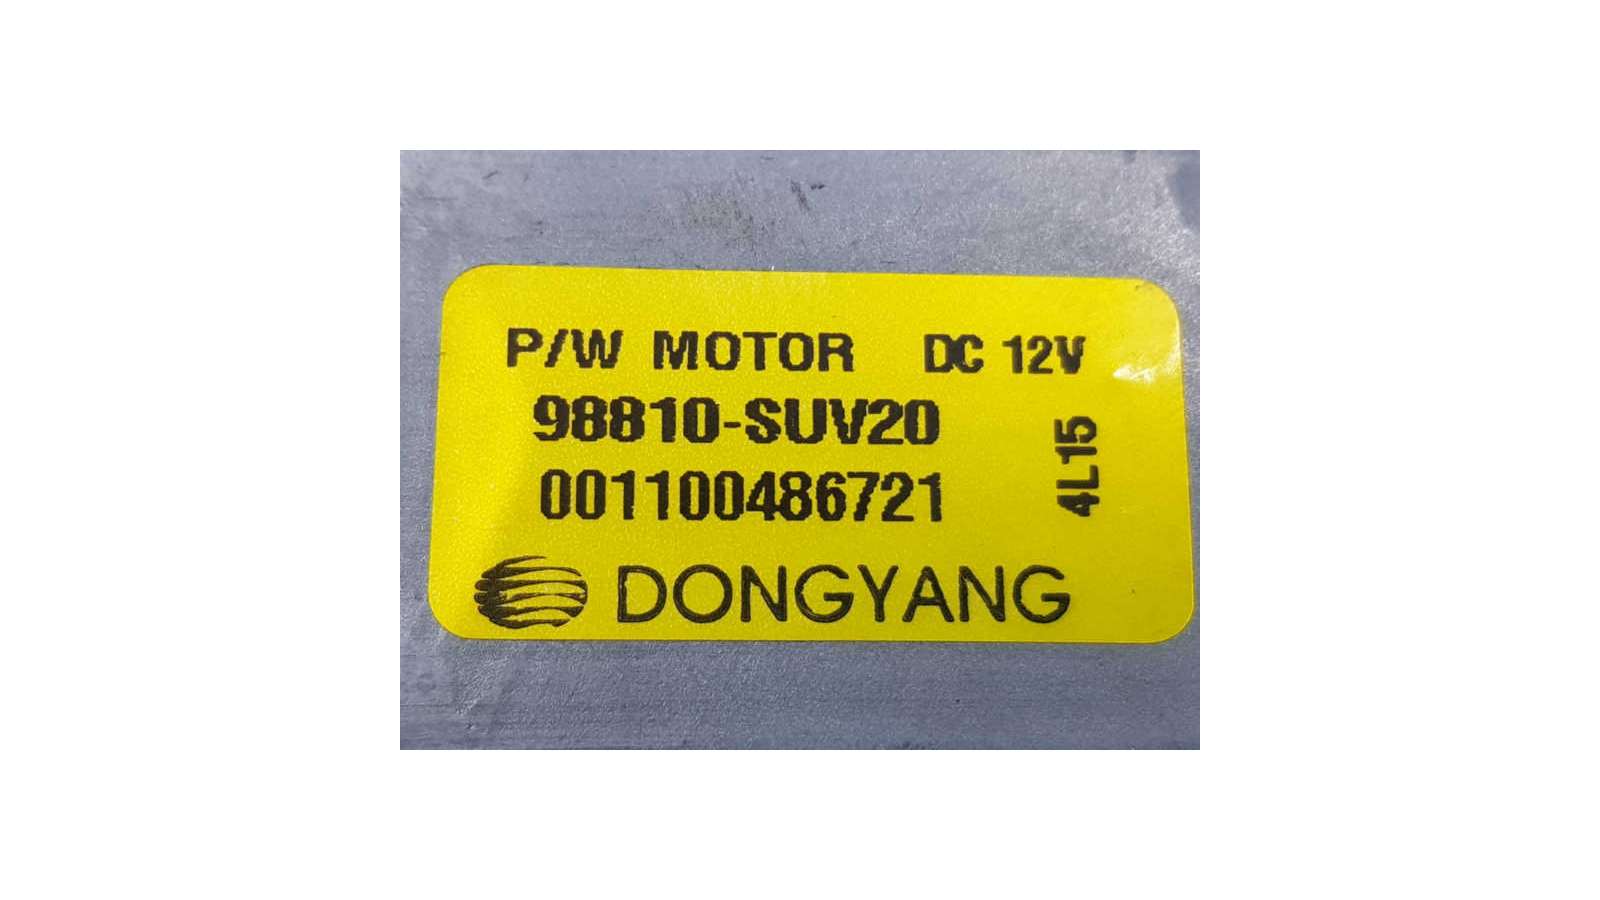 P/W MOTOR DC 12V
98810-SUV20
001100486721
4L15
DONGYANG